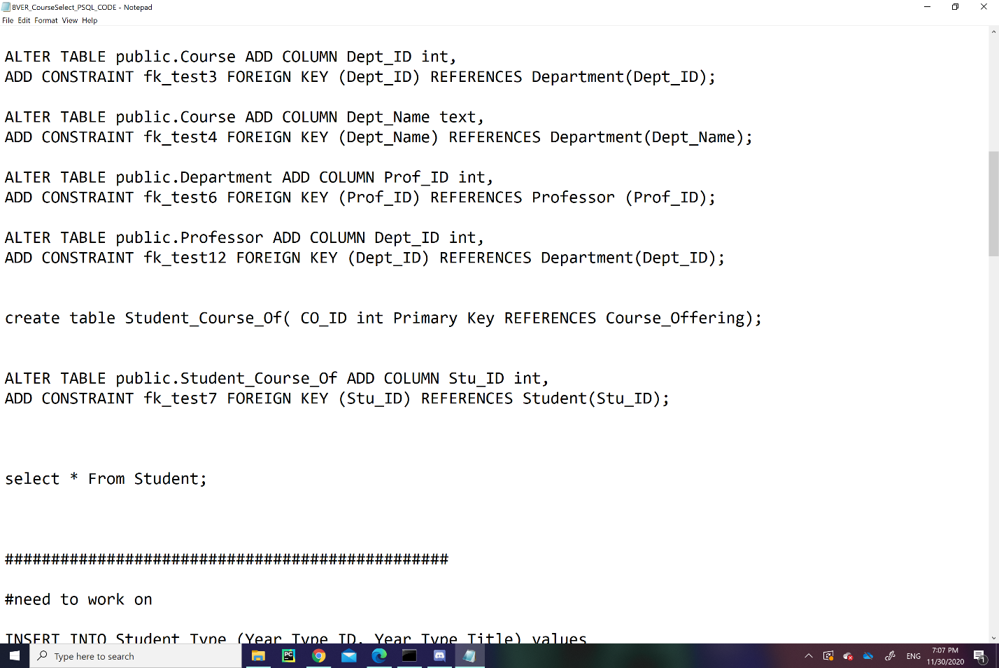 8VER_CourseSelect_PSQL_CODE - Notepad
File Edit Format View Help
ALTER TABLE public.Course ADD COLUMN Dept_ID int,
ADD CONSTRAINT fk_test3 FOREIGN KEY (Dept_ID) REFERENCES Department(Dept_ID);
ALTER TABLE public.Course ADD COLUMN Dept_Name text,
ADD CONSTRAINT fk_test4 FOREIGN KEY (Dept_Name) REFERENCES Department(Dept_Name);
ALTER TABLE public.Department ADD COLUMN Prof_ID int,
ADD CONSTRAINT fk_test6 FOREIGN KEY (Prof_ID) REFERENCES Professor (Prof_ID);
ALTER TABLE public.Professor ADD COLUMN Dept_ID int,
ADD CONSTRAINT fk_test12 FOREIGN KEY (Dept_ID) REFERENCES Department(Dept_ID);
create table Student_Course_Of( CO_ID int Primary Key REFERENCES Course_Offering);
ALTER TABLE public.Student_Course_Of ADD COLUMN Stu_ID int,
ADD CONSTRAINT fk_test7 FOREIGN KEY (Stu_ID) REFERENCES Student(Stu_ID);
select * From Student;
################################################
#need to work on
INSERT INTO Student_Type (Year_Type_ID, Year_Type_Title) values
Type here to search
PC
ENG
7:07 PM
11/30/2020
1